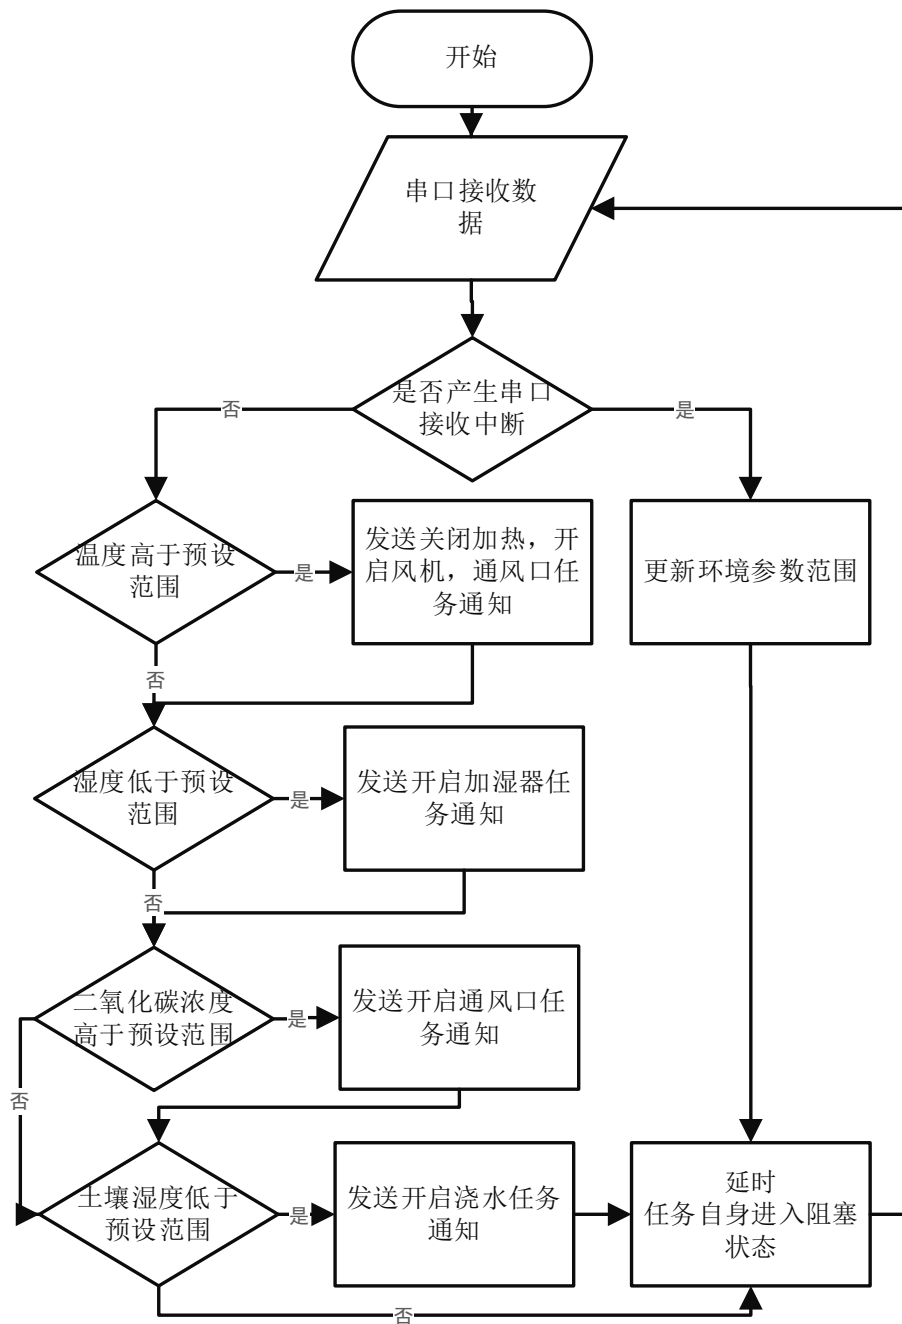 开始
串口接收数
据
是否产生串口
接收中断
否
是
温度高于预设
范围
是
发送关闭加热，开
启风机，通风口任
务通知
更新环境参数范围
否
湿度低于预设
范围
是
发送开启加湿器任
务通知
否
二氧化碳浓度
高于预设范围
是
发送开启通风口任
务通知
否
土壤湿度低于
预设范围
是
发送开启浇水任务
通知
延时
任务自身进入阻塞
状态
否